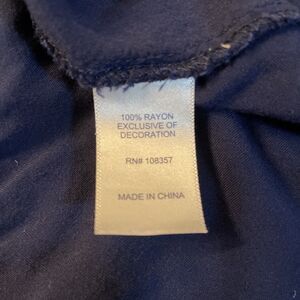 100% RAYON
EXCLUSIVE OF
DECORATION
RN# 108357
MADE IN CHINA